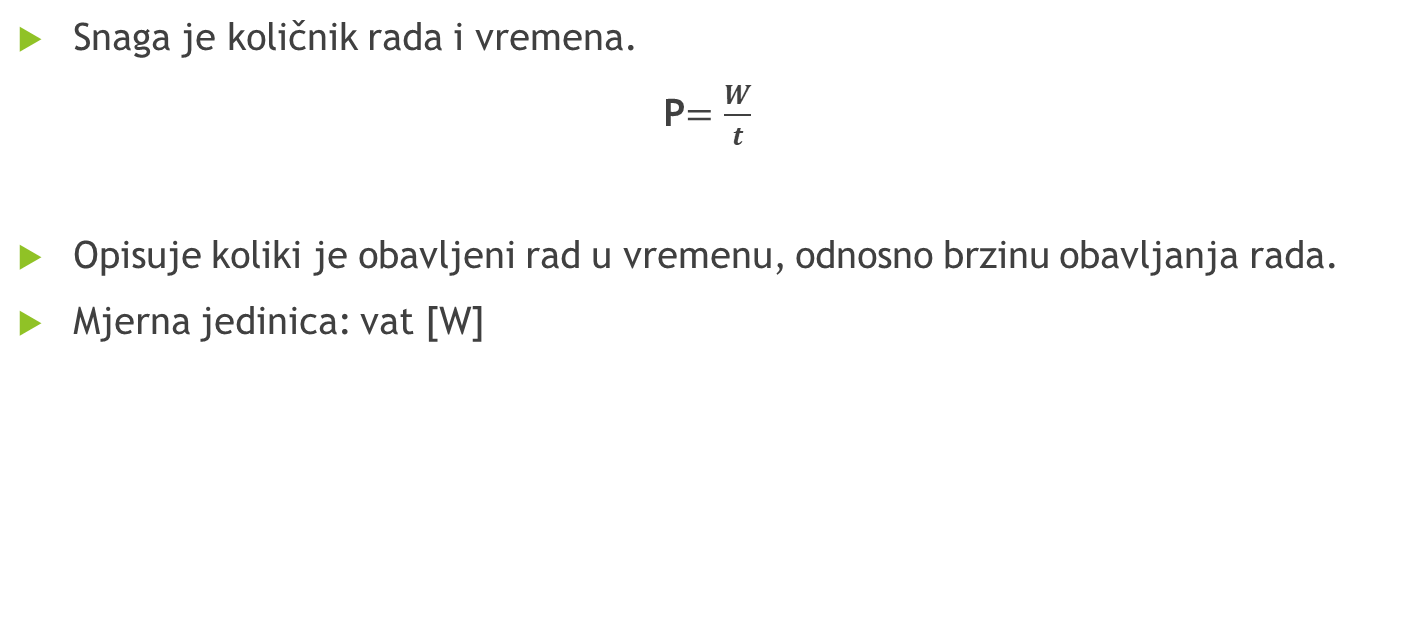 Snaga je količnik rada i vremena.
P= W/t
Opisuje koliki je obavljeni rad u vremenu, odnosno brzinu obavljanja rada.
Mjerna jedinica: vat [W]